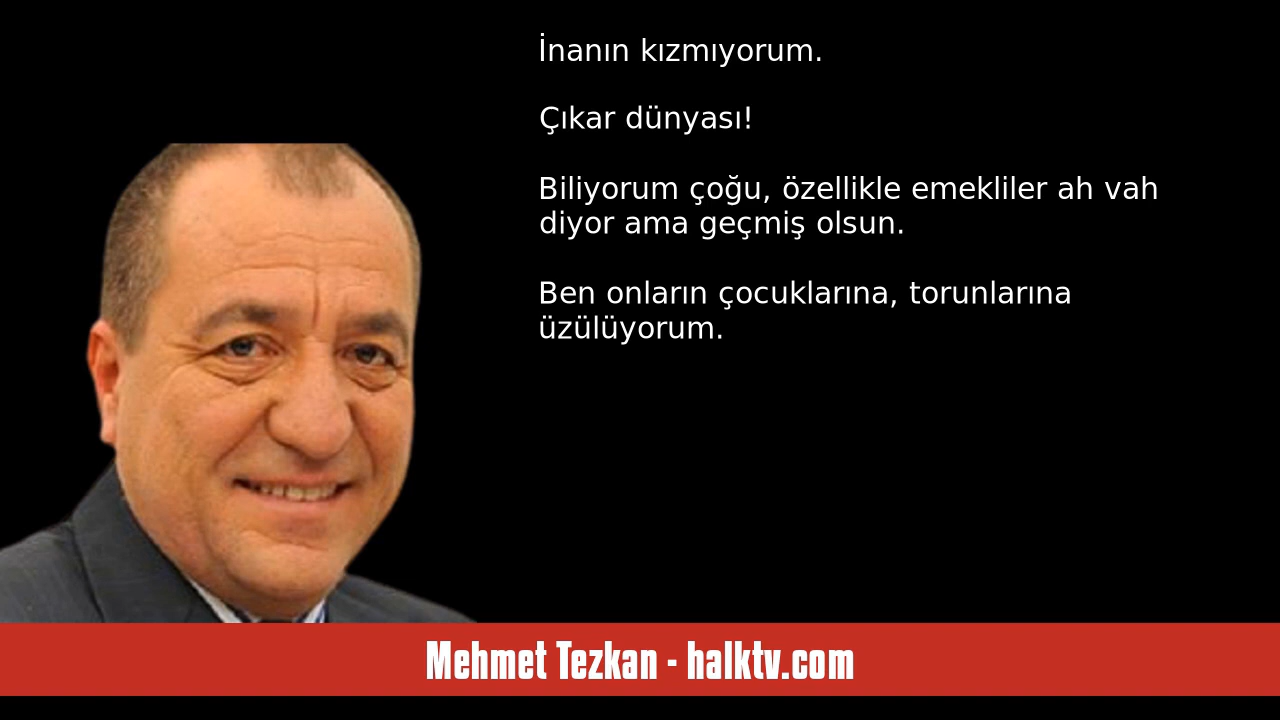 İnanın kızmıyorum.
Çıkar dünyası!
Biliyorum çoğu, özellikle emekliler ah vah
diyor ama geçmiş olsun.
Ben onların çocuklarına, torunlarına
üzülüyorum.
Mehmet Tezkan - halktv.com